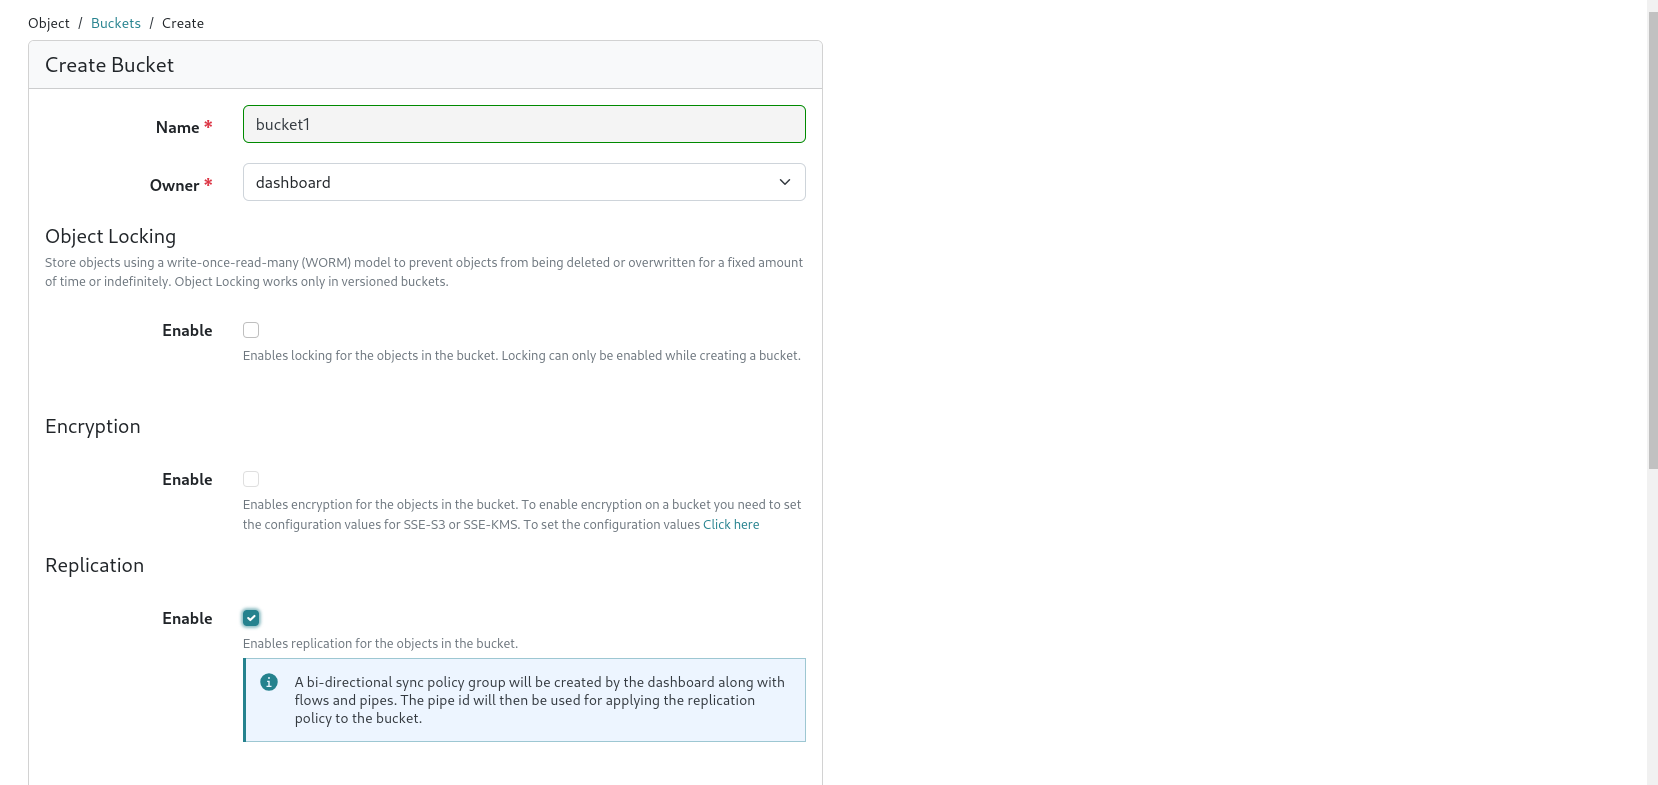 Object / Buckets / Create
Create Bucket
Name *
bucket1
Owner *
dashboard
Object Locking
Store objects using a write-once-read-many (WORM) model to prevent objects from being deleted or overwritten for a fixed amount
of time or indefinitely. Object Locking works only in versioned buckets.
Enable
Enables locking for the objects in the bucket. Locking can only be enabled while creating a bucket.
Encryption
Enable
Enables encryption for the objects in the bucket. To enable encryption on a bucket you need to set
the configuration values for SSE-S3 or SSE-KMS. To set the configuration values Click here
Replication
Enable
Enables replication for the objects in the bucket.
A bi-directional sync policy group will be created by the dashboard along with
flows and pipes. The pipe id will then be used for applying the replication
policy to the bucket.